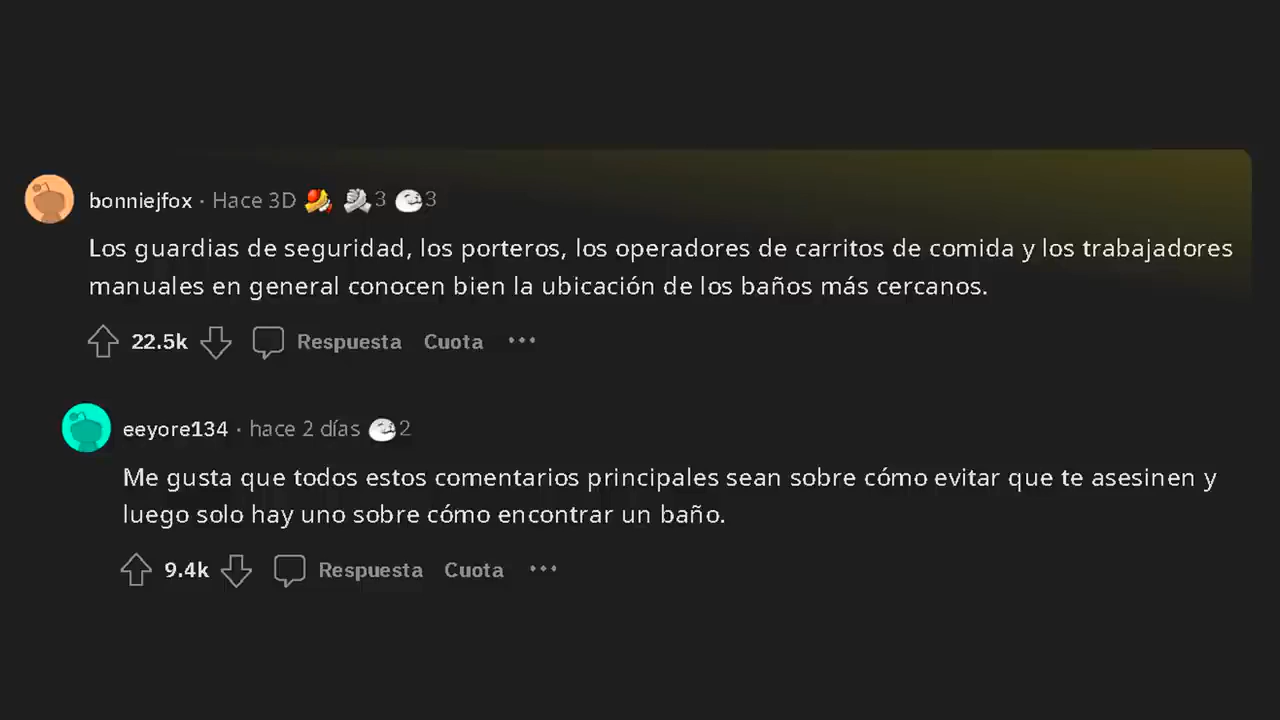 bonniejfox · Hace 3D 3 3
Los guardias de seguridad, los porteros, los operadores de carritos de comida y los trabajadores
manuales en general conocen bien la ubicación de los baños más cercanos.
22.5k Respuesta Cuota ...
eeyore134 · hace 2 días 2
Me gusta que todos estos comentarios principales sean sobre cómo evitar que te asesinen y
luego solo hay uno sobre cómo encontrar un baño.
9.4k Respuesta Cuota ...